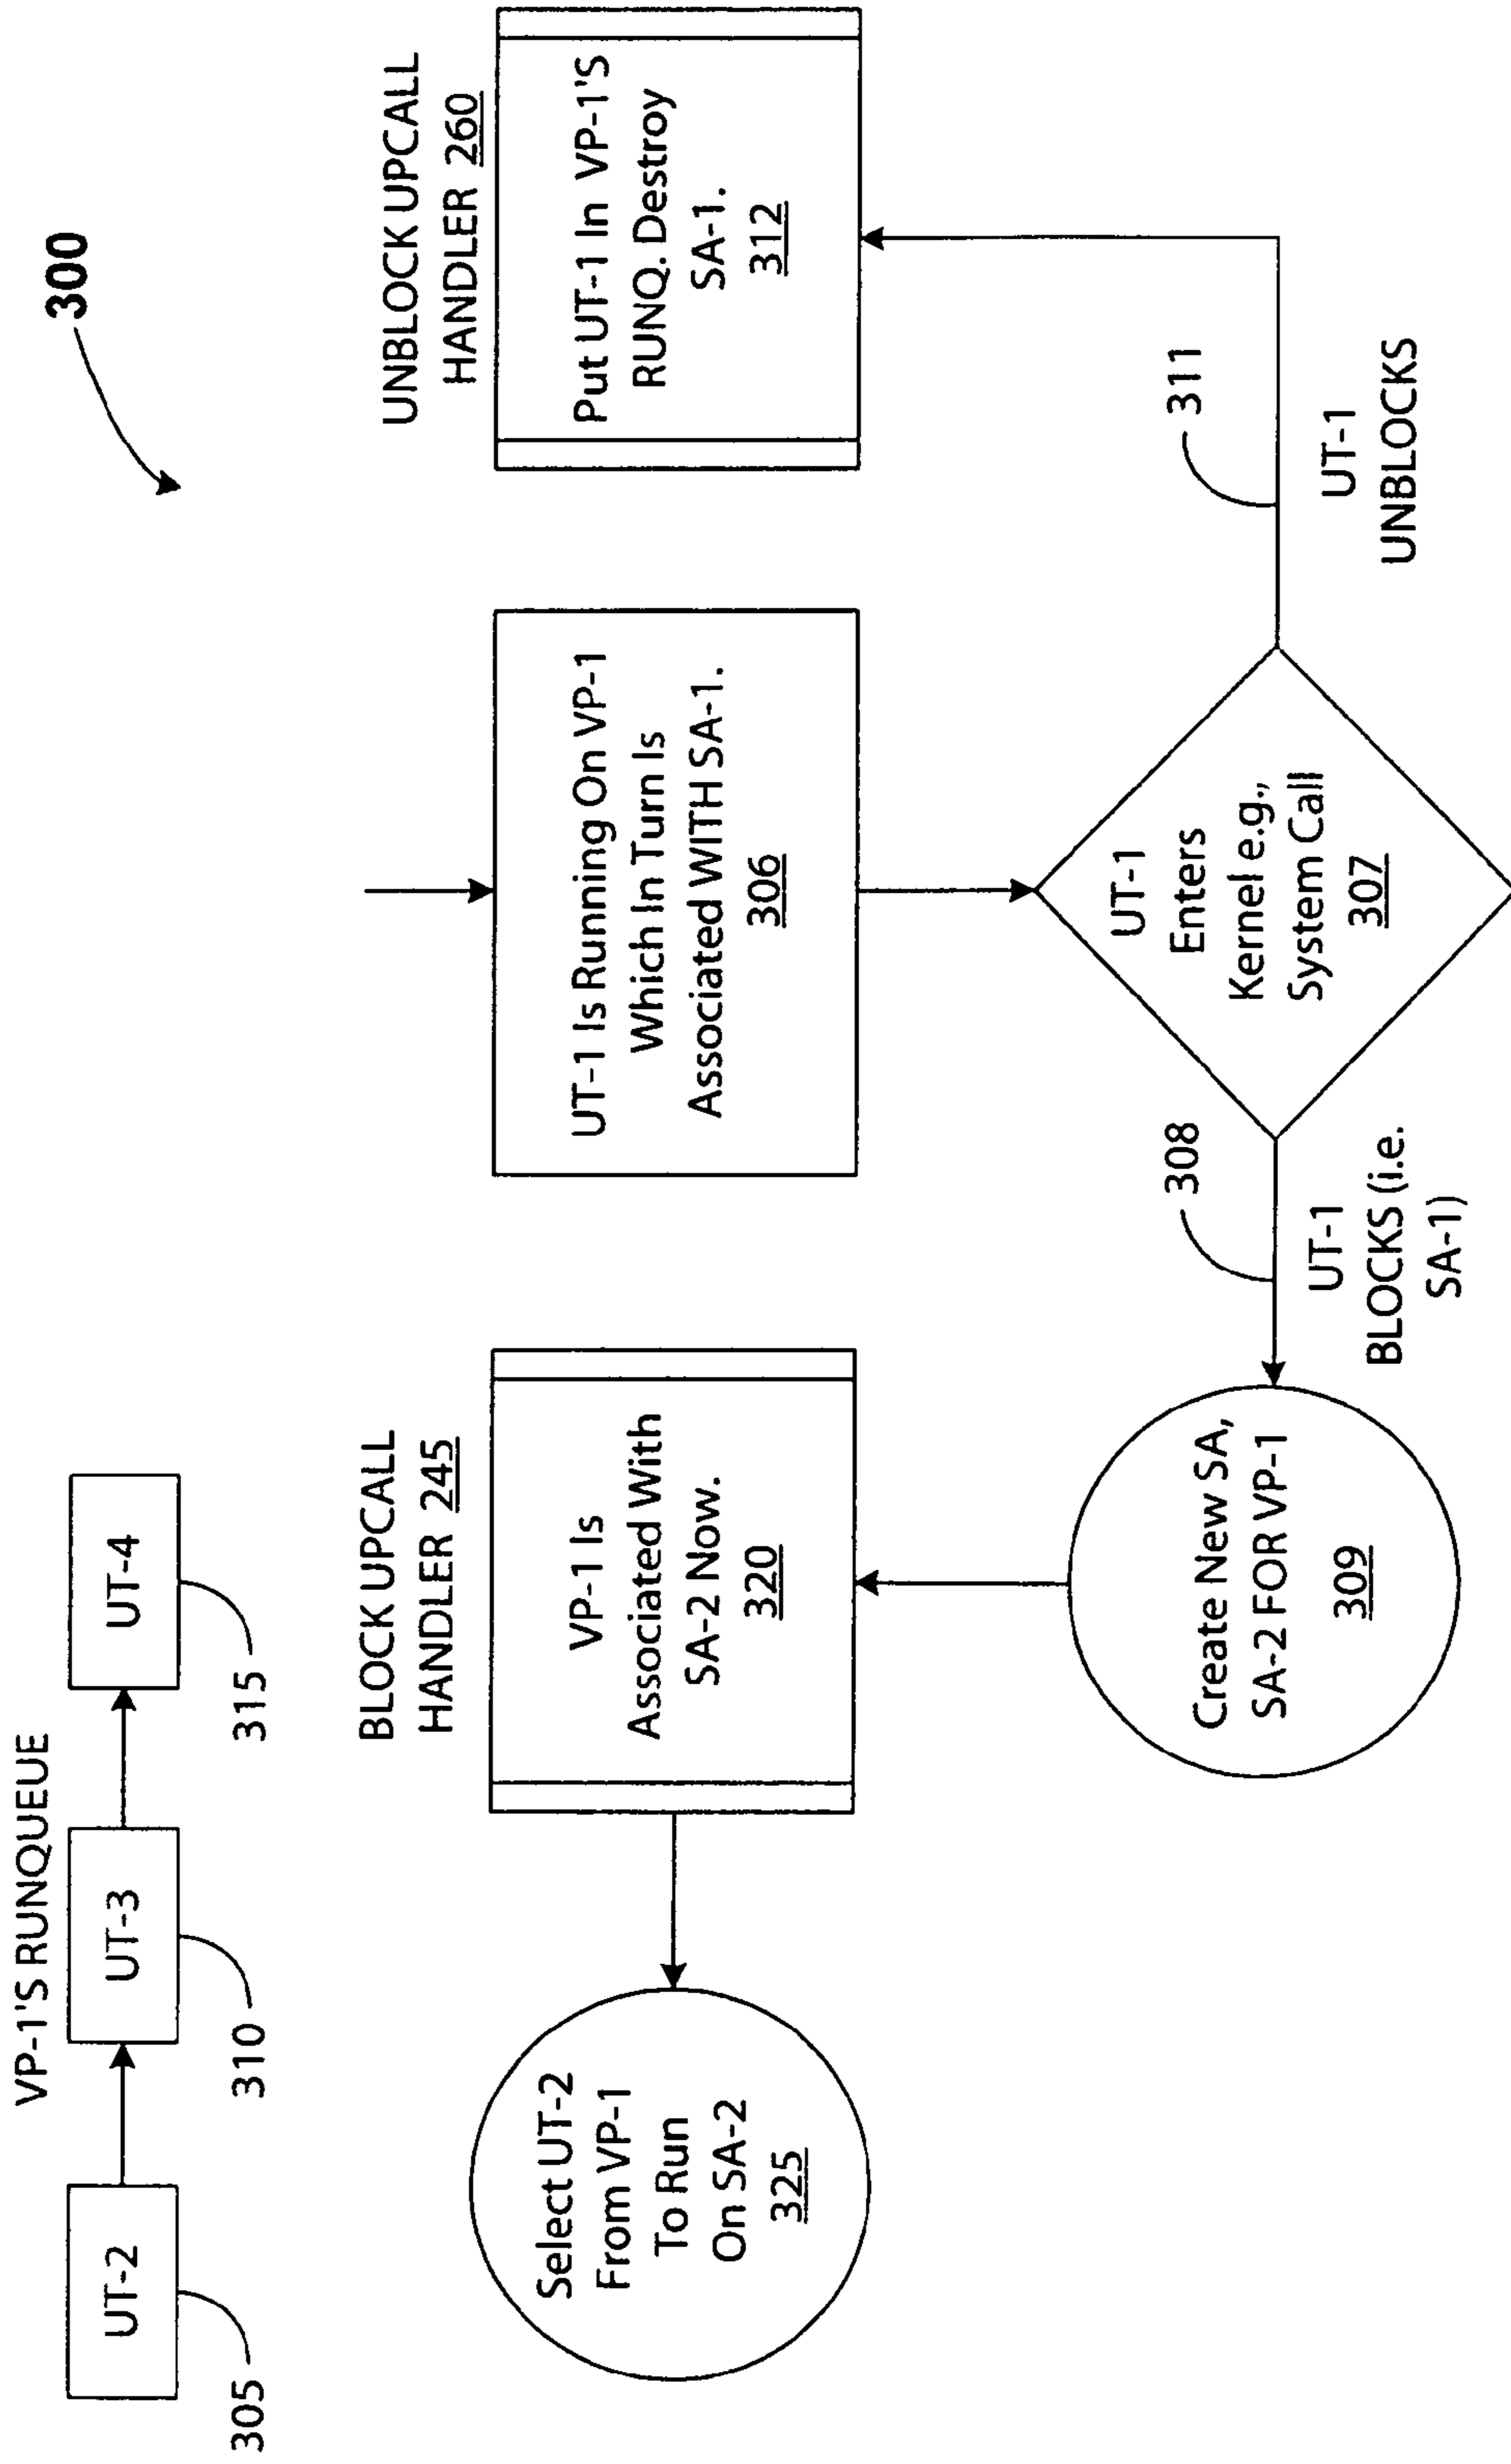 300
VP-1'S RUNQUEUE
UT-2
UT-3
UT-4
305
310
315
BLOCK UPCALL
HANDLER 245
UNBLOCK UPCALL
HANDLER 260
Select UT-2
From VP-1
To Run
On SA-2
325
VP-1 Is
Associated With
SA-2 Now.
320
UT-1 Is Running On VP-1
Which In Turn Is
Associated WITH SA-1.
306
Put UT-1 In VP-1'S
RUNQ. Destroy
SA-1.
312
Create New SA,
SA-2 FOR VP-1
309
308
UT-1
BLOCKS (i.e.
SA-1)
UT-1
Enters
Kernel e.g.,
System Call
307
311
UT-1
UNBLOCKS